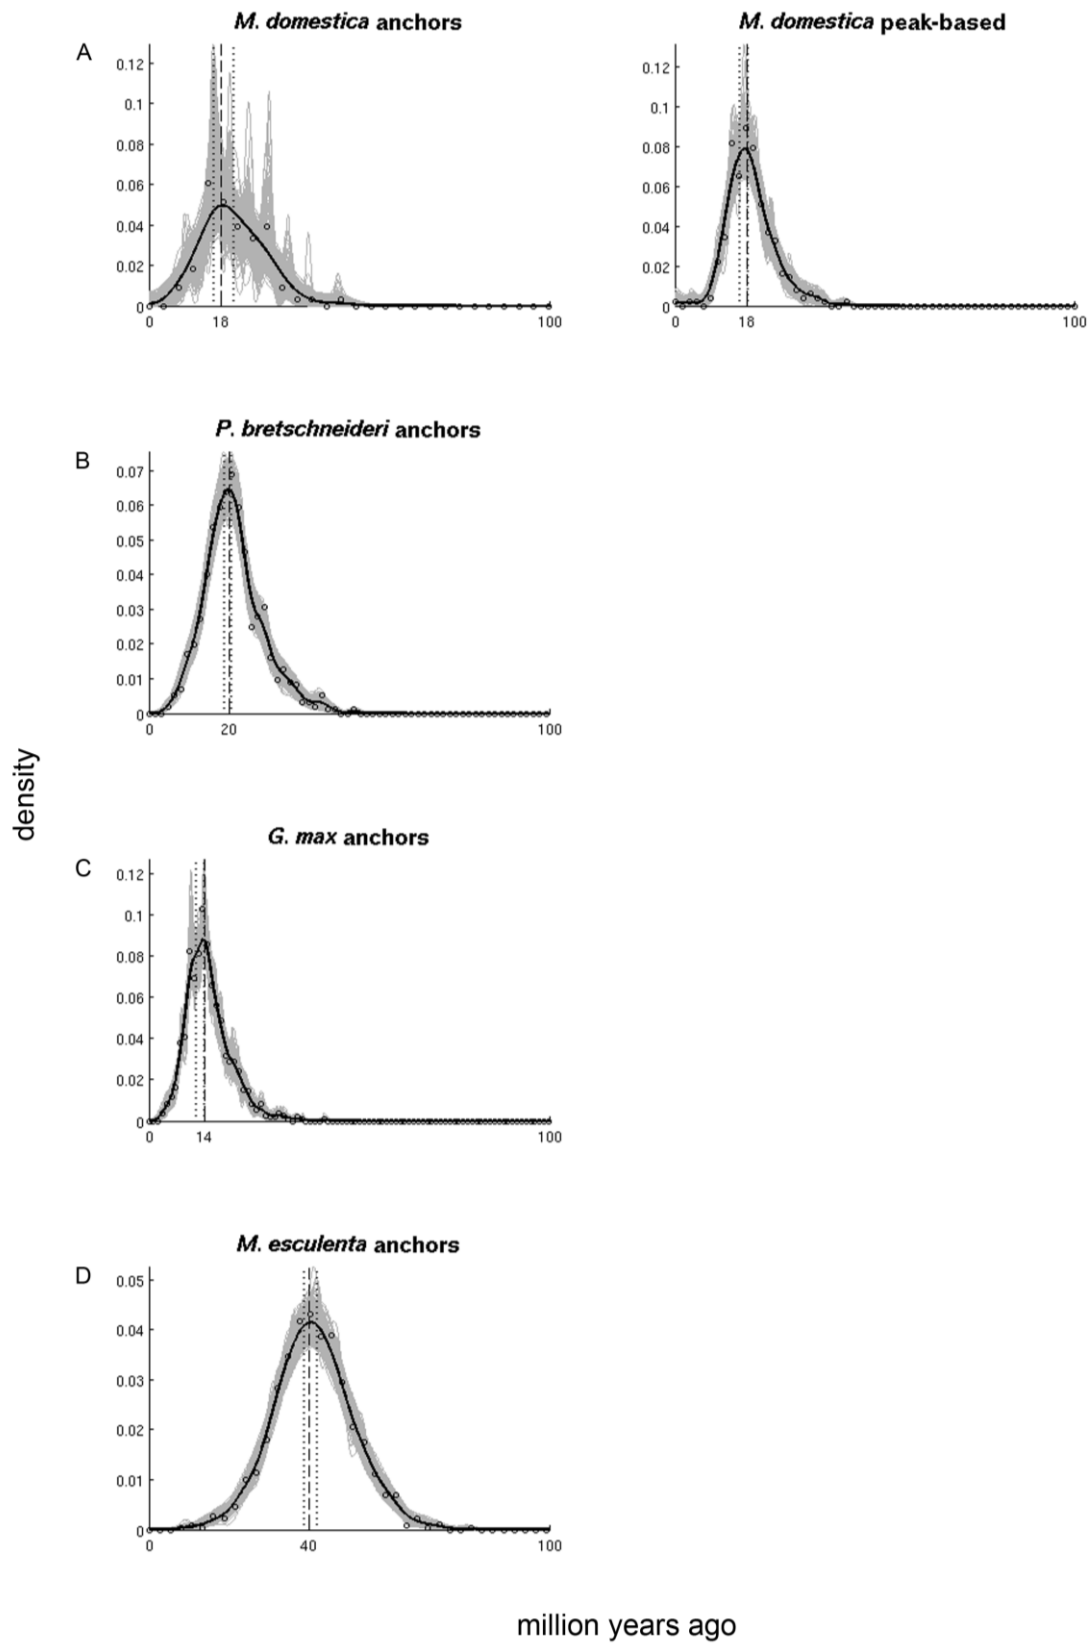 M. domestica anchors
M. domestica peak-based
A
0.12
0.1
0.08
0.06
0.04
0.02
0
0 18 100
0.12
0.1
0.08
0.06
0.04
0.02
0
0 18 100
P. bretschneideri anchors
B
0.07
0.06
0.05
0.04
0.03
0.02
0.01
0
0 20 100
density
G. max anchors
C
0.12
0.1
0.08
0.06
0.04
0.02
0
0 14 100
M. esculenta anchors
D
0.05
0.04
0.03
0.02
0.01
0
0 40 100
million years ago